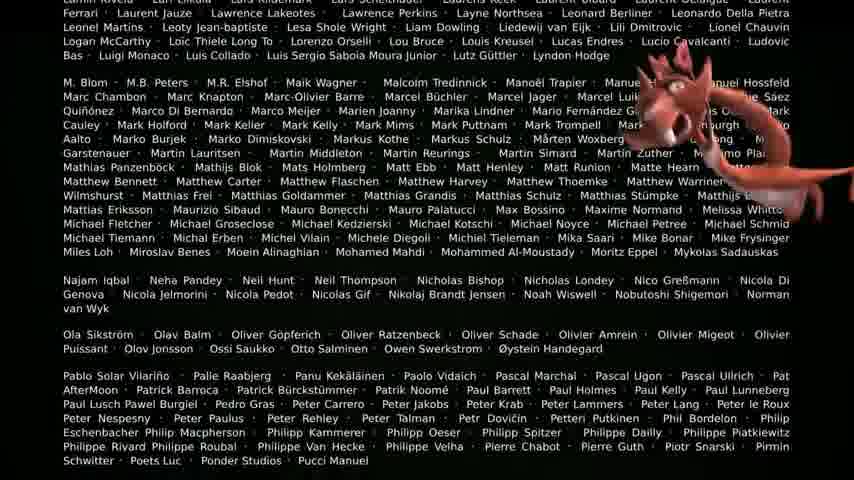 Ferrari · Laurent Jauze · Lawrence Lakeotes · Lawrence Perkins · Layne Northsea · Leonard Berliner · Leonardo Della Pietra
Leonel Martins · Leoty Jean-baptiste · Lesa Shole Wright · Liam Dowling · Liedewij van Eijk · Lili Dmitrovic · Lionel Chauvin
Logan McCarthy · Loïc Thiele Long To · Lorenzo Orselli · Lou Bruce · Louis Kreusel · Lucas Endres · Lucio Cavalcanti · Ludovic
Bas · Luigi Monaco · Luis Collado · Luis Sergio Saboia Moura Junior · Lutz Güttler · Lyndon Hodge
M. Blom · M.B. Peters · M.R. Elshof · Maik Wagner · Malcolm Tredinnick · Manoël Trapier · Hossfeld
Marc Chambon · Marc Knapton · Marc-Olivier Barre · Marcel Büchler · Marcel Jager · Marcel Sáez
Quiñónez · Marco Di Bernardo · Marco Meijer · Marien Joanny · Marika Lindner · Mario Fernández
Cauley · Mark Holford · Mark Keller · Mark Kelly · Mark Mims · Mark Puttnam · Mark Trompell
Aalto · Marko Burjek · Marko Dimiskovski · Markus Kothe · Markus Schulz · Mårten Woxberg
Garstenauer · Martin Lauritsen · Martin Middleton · Martin Reurings · Martin Simard · Martin Zuther
Mathias Panzenböck · Mathijs Blok · Mats Holmberg · Matt Ebb · Matt Henley · Matt Runion · Matte Hearn
Matthew Bennett · Matthew Carter · Matthew Flaschen · Matthew Harvey · Matthew Thoemke · Matthew Warriner
Wilmshurst · Matthias Frei · Matthias Goldammer · Matthias Grandis · Matthias Schulz · Matthias Stümpke · Matthijs
Mattias Eriksson · Maurizio Sibaud · Mauro Bonecchi · Mauro Palatucci · Max Bossino · Maxime Normand · Melissa Whitton
Michael Fletcher · Michael Groseclose · Michael Kedzierski · Michael Kotschi · Michael Noyce · Michael Petree · Michael Schmid
Michael Tiemann · Michal Erben · Michel Vilain · Michele Diegoli · Michiel Tieleman · Mika Saari · Mike Bonar · Mike Frysinger
Miles Loh · Miroslav Benes · Moein Alinaghian · Mohamed Mahdi · Mohammed Al-Moustady · Moritz Eppel · Mykolas Sadauskas
Najam Iqbal · Neha Pandey · Neil Hunt · Neil Thompson · Nicholas Bishop · Nicholas Londey · Nico Greßmann · Nicola Di
Genova · Nicola Jelmorini · Nicola Pedot · Nicolas Gif · Nikolaj Brandt Jensen · Noah Wiswell · Nobutoshi Shigemori · Norman
van Wyk
Ola Sikström · Olav Balm · Oliver Göpferich · Oliver Ratzenbeck · Oliver Schade · Olivier Amrein · Olivier Migeot · Olivier
Puissant · Olov Jonsson · Ossi Saukko · Otto Salminen · Owen Swerkstrom · Øystein Handegard
Pablo Solar Vilariño · Palle Raabjerg · Panu Kekäläinen · Paolo Vidaich · Pascal Marchal · Pascal Ugon · Pascal Ullrich · Pat
AfterMoon · Patrick Barroca · Patrick Bürckstümmer · Patrik Noomé · Paul Barrett · Paul Holmes · Paul Kelly · Paul Lunneberg
Paul Lusch Pawel Burgiel · Pedro Gras · Peter Carrero · Peter Jakobs · Peter Krab · Peter Lammers · Peter Lang · Peter le Roux
Peter Nespesny · Peter Paulus · Peter Rehley · Peter Talman · Petr Dovičín · Petteri Putkinen · Phil Bordelon · Philip
Eschenbacher Philip Macpherson · Philipp Kammerer · Philipp Oeser · Philipp Spitzer · Philippe Dailly · Philippe Piatkiewitz
Philippe Rivard Philippe Roubal · Philippe Van Hecke · Philippe Velha · Pierre Chabot · Pierre Guth · Piotr Snarski · Pirmin
Schwitter · Poets Luc · Ponder Studios · Pucci Manuel